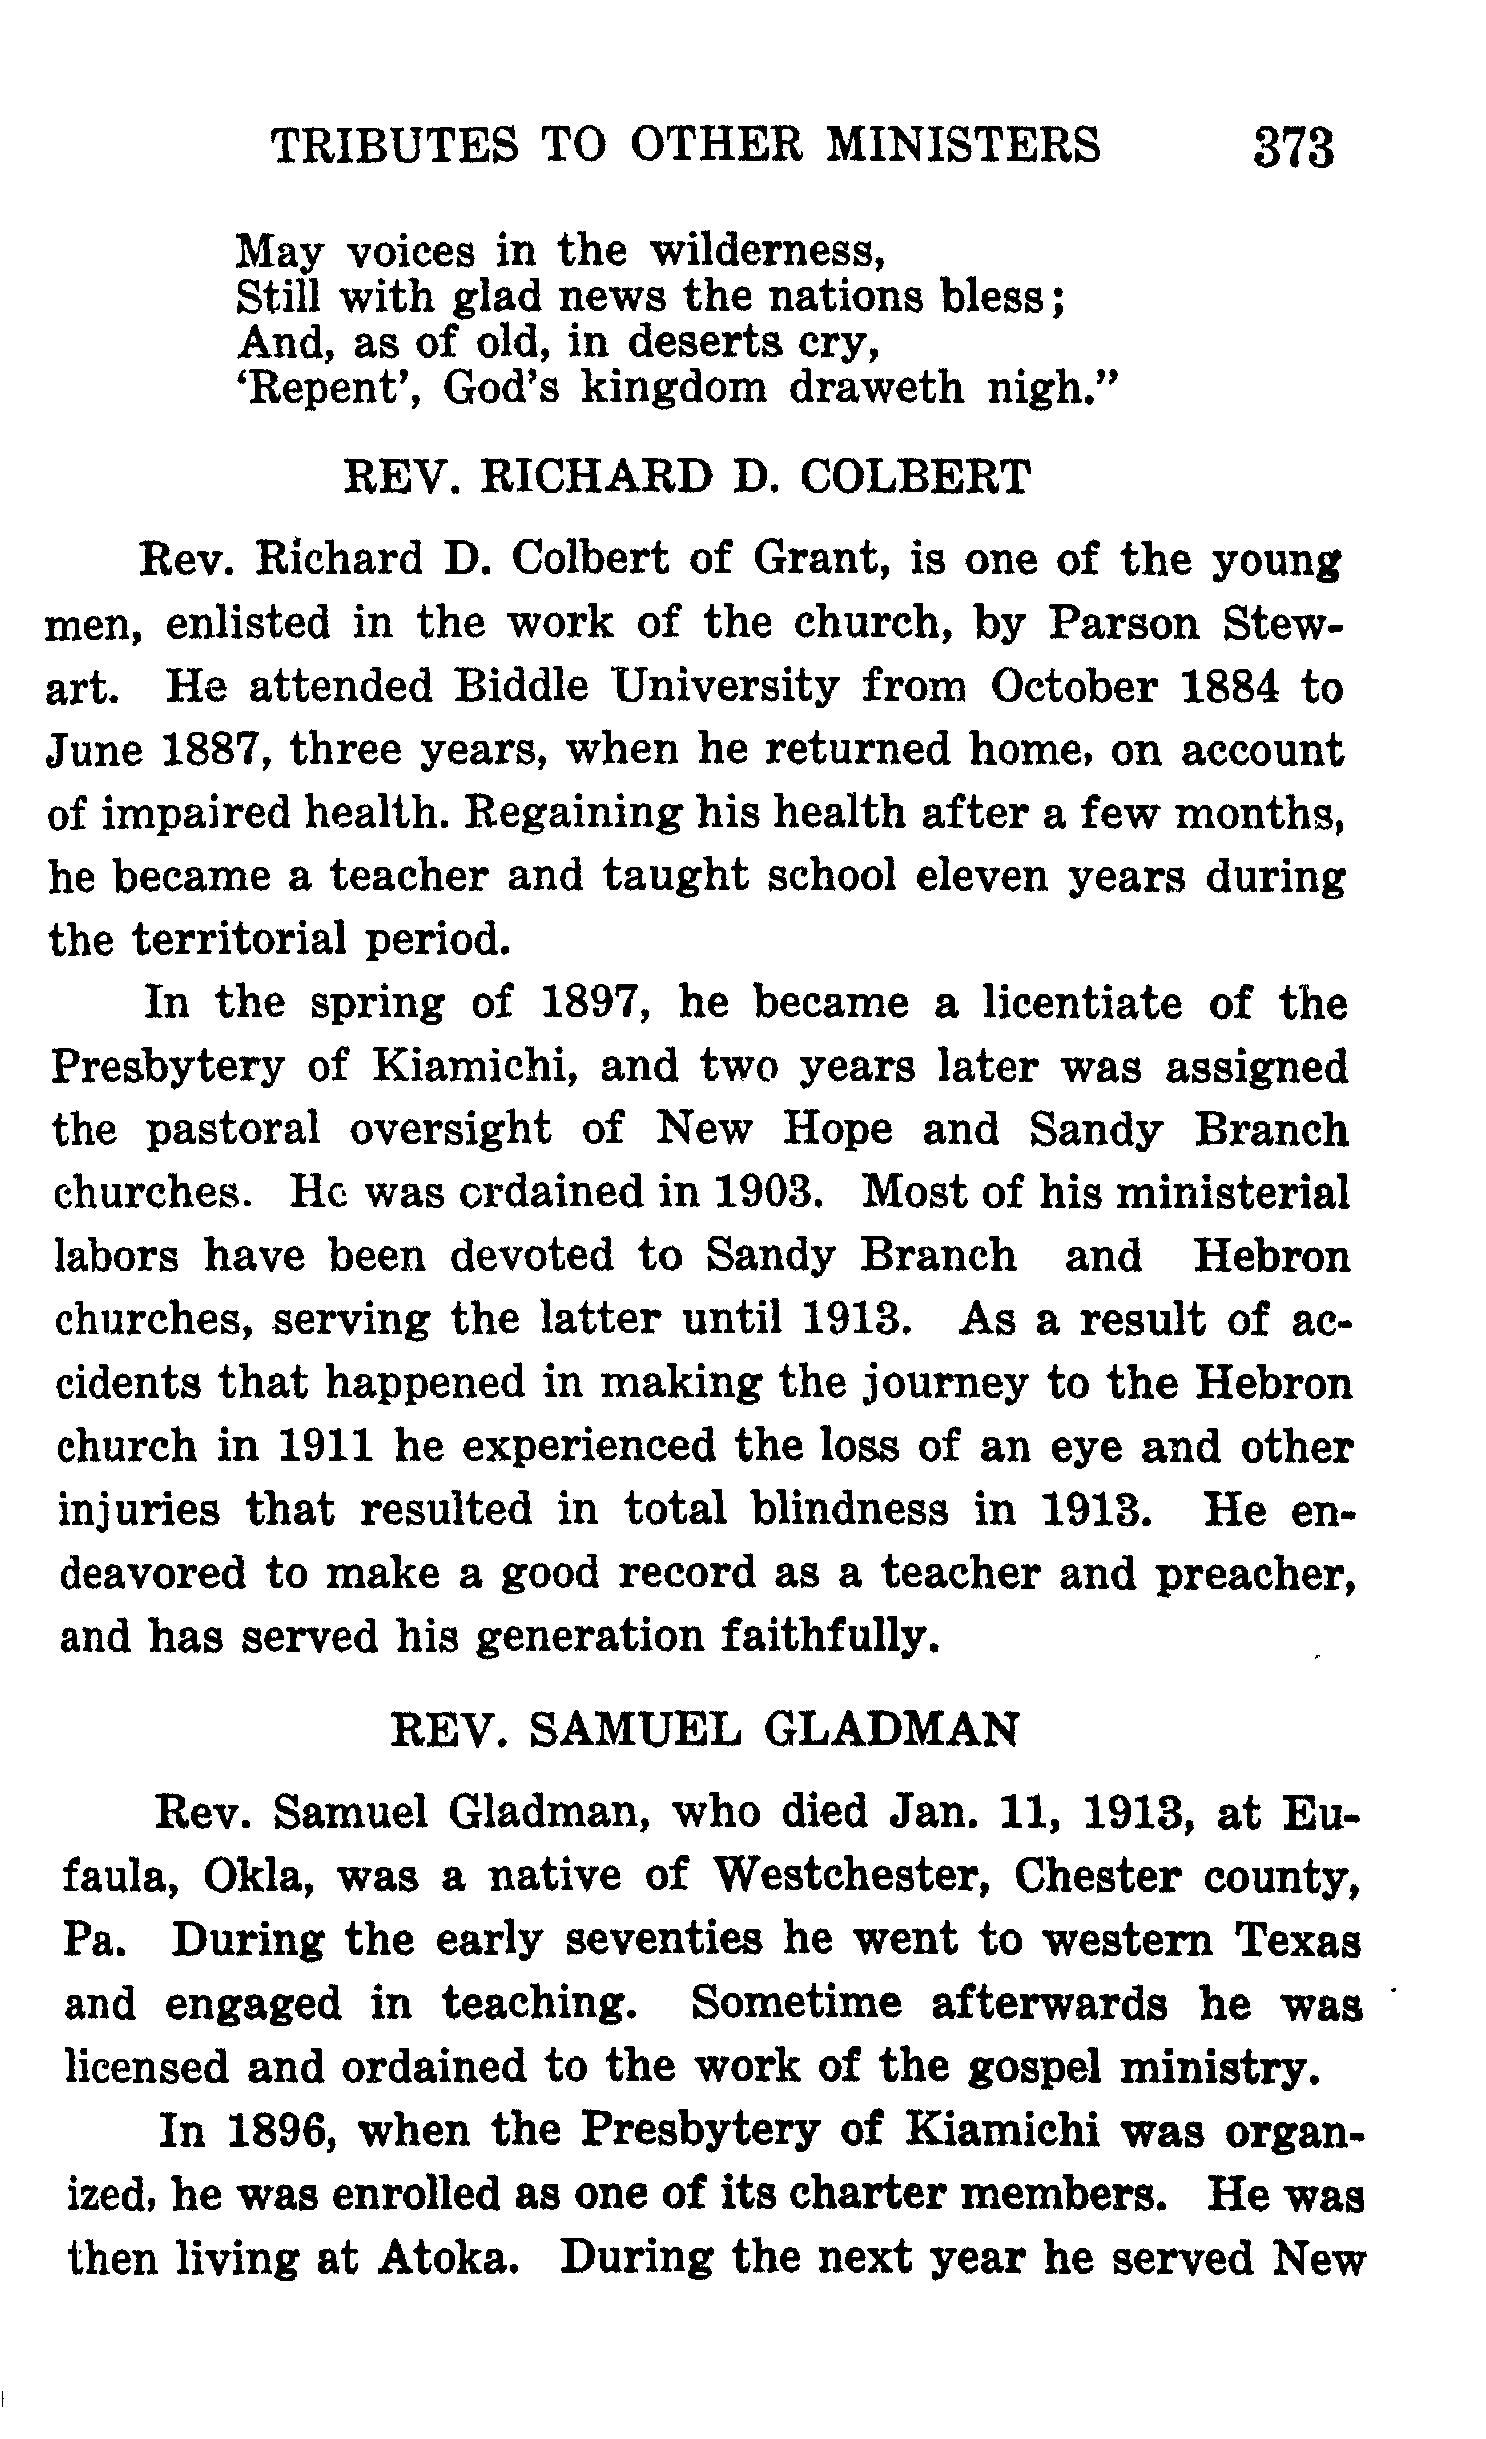 TRIBUTES TO OTHER MINISTERS 373
May voices in the wilderness,
Still with glad news the nations bless;
And, as of old, in deserts cry,
‘Repent’, God’s kingdom draweth nigh.”
REV. RICHARD D. COLBERT
Rev. Richard D. Colbert of Grant, is one of the young
men, enlisted in the work of the church, by Parson Stew-
art. He attended Biddle University from October 1884 to
June 1887, three years, when he returned home, on account
of impaired health. Regaining his health after a few months,
he became a teacher and taught school eleven years during
the territorial period.
In the spring of 1897, he became a licentiate of the
Presbytery of Kiamichi, and two years later was assigned
the pastoral oversight of New Hope and Sandy Branch
churches. He was ordained in 1903. Most of his ministerial
labors have been devoted to Sandy Branch and Hebron
churches, serving the latter until 1913. As a result of ac-
cidents that happened in making the journey to the Hebron
church in 1911 he experienced the loss of an eye and other
injuries that resulted in total blindness in 1913. He en-
deavored to make a good record as a teacher and preacher,
and has served his generation faithfully.
REV. SAMUEL GLADMAN
Rev. Samuel Gladman, who died Jan. 11, 1913, at Eu-
faula, Okla, was a native of Westchester, Chester county,
Pa. During the early seventies he went to western Texas
and engaged in teaching. Sometime afterwards he was
licensed and ordained to the work of the gospel ministry.
In 1896, when the Presbytery of Kiamichi was organ-
ized, he was enrolled as one of its charter members. He was
then living at Atoka. During the next year he served New